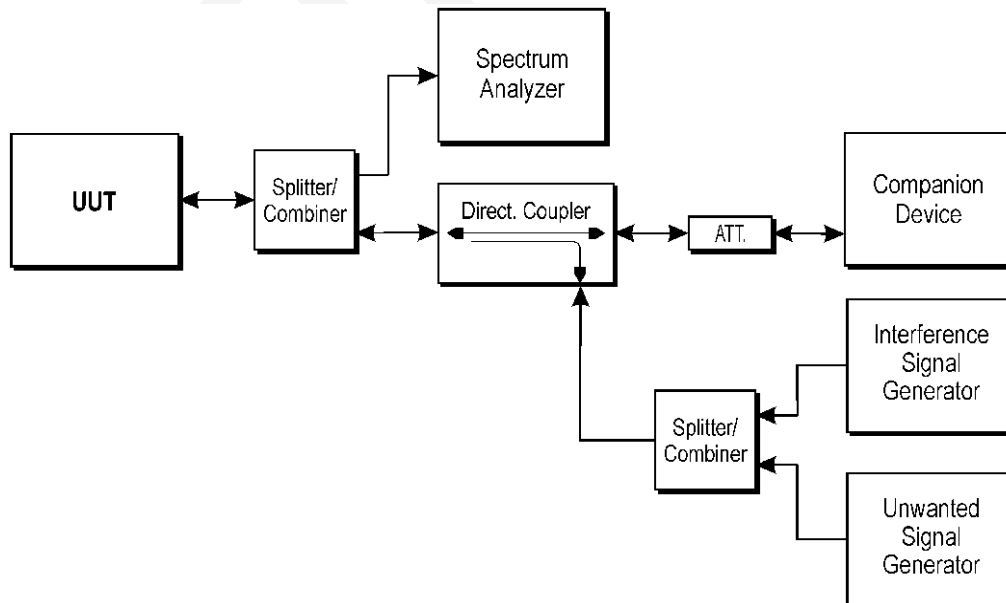 Spectrum
Analyzer
UUT
Splitter/
Combiner
Direct. Coupler
ATT.
Companion
Device
Interference
Signal
Generator
Splitter/
Combiner
Unwanted
Signal
Generator